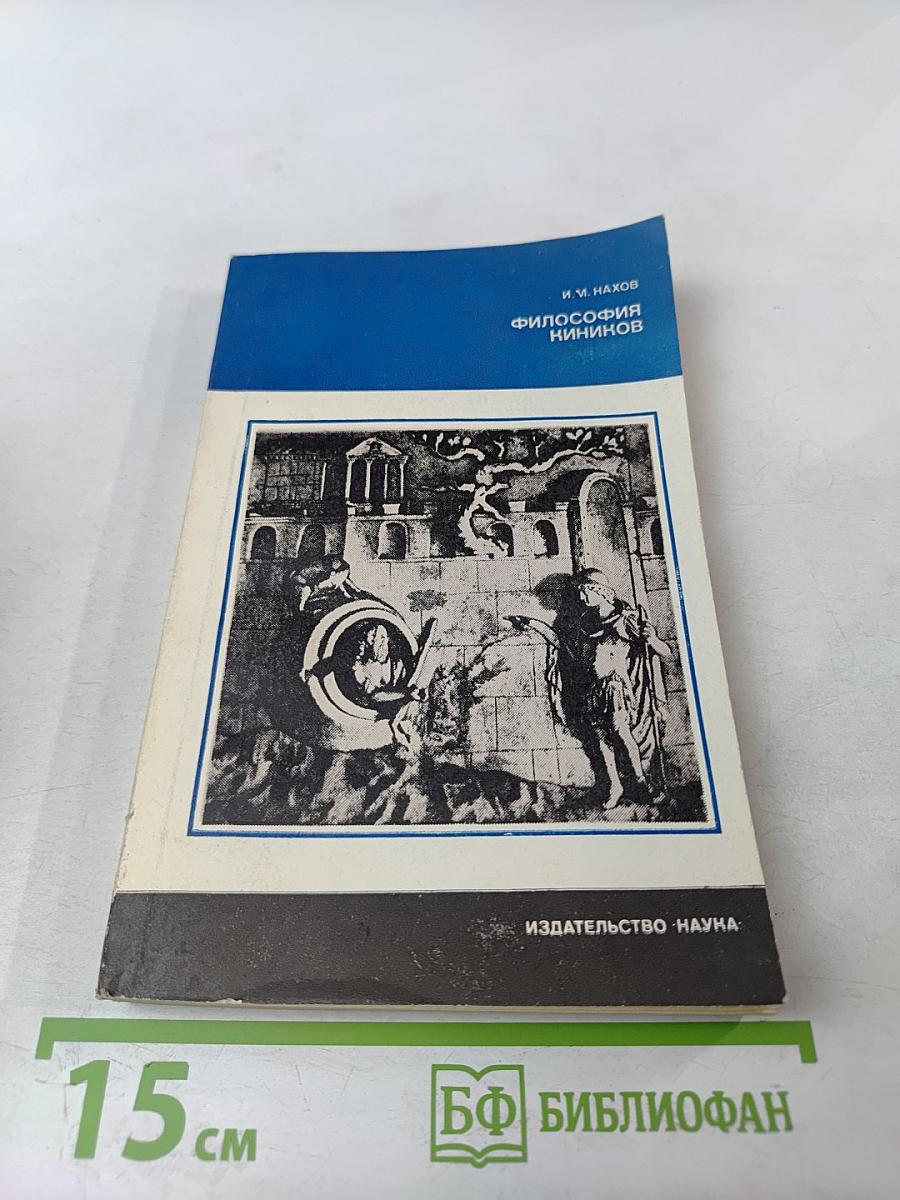 И. М. НАХОВ
ФИЛОСОФИЯ
КИНИКОВ
ИЗДАТЕЛЬСТВО ·НАУКА·
15 см
БФ БИБЛИОФАН